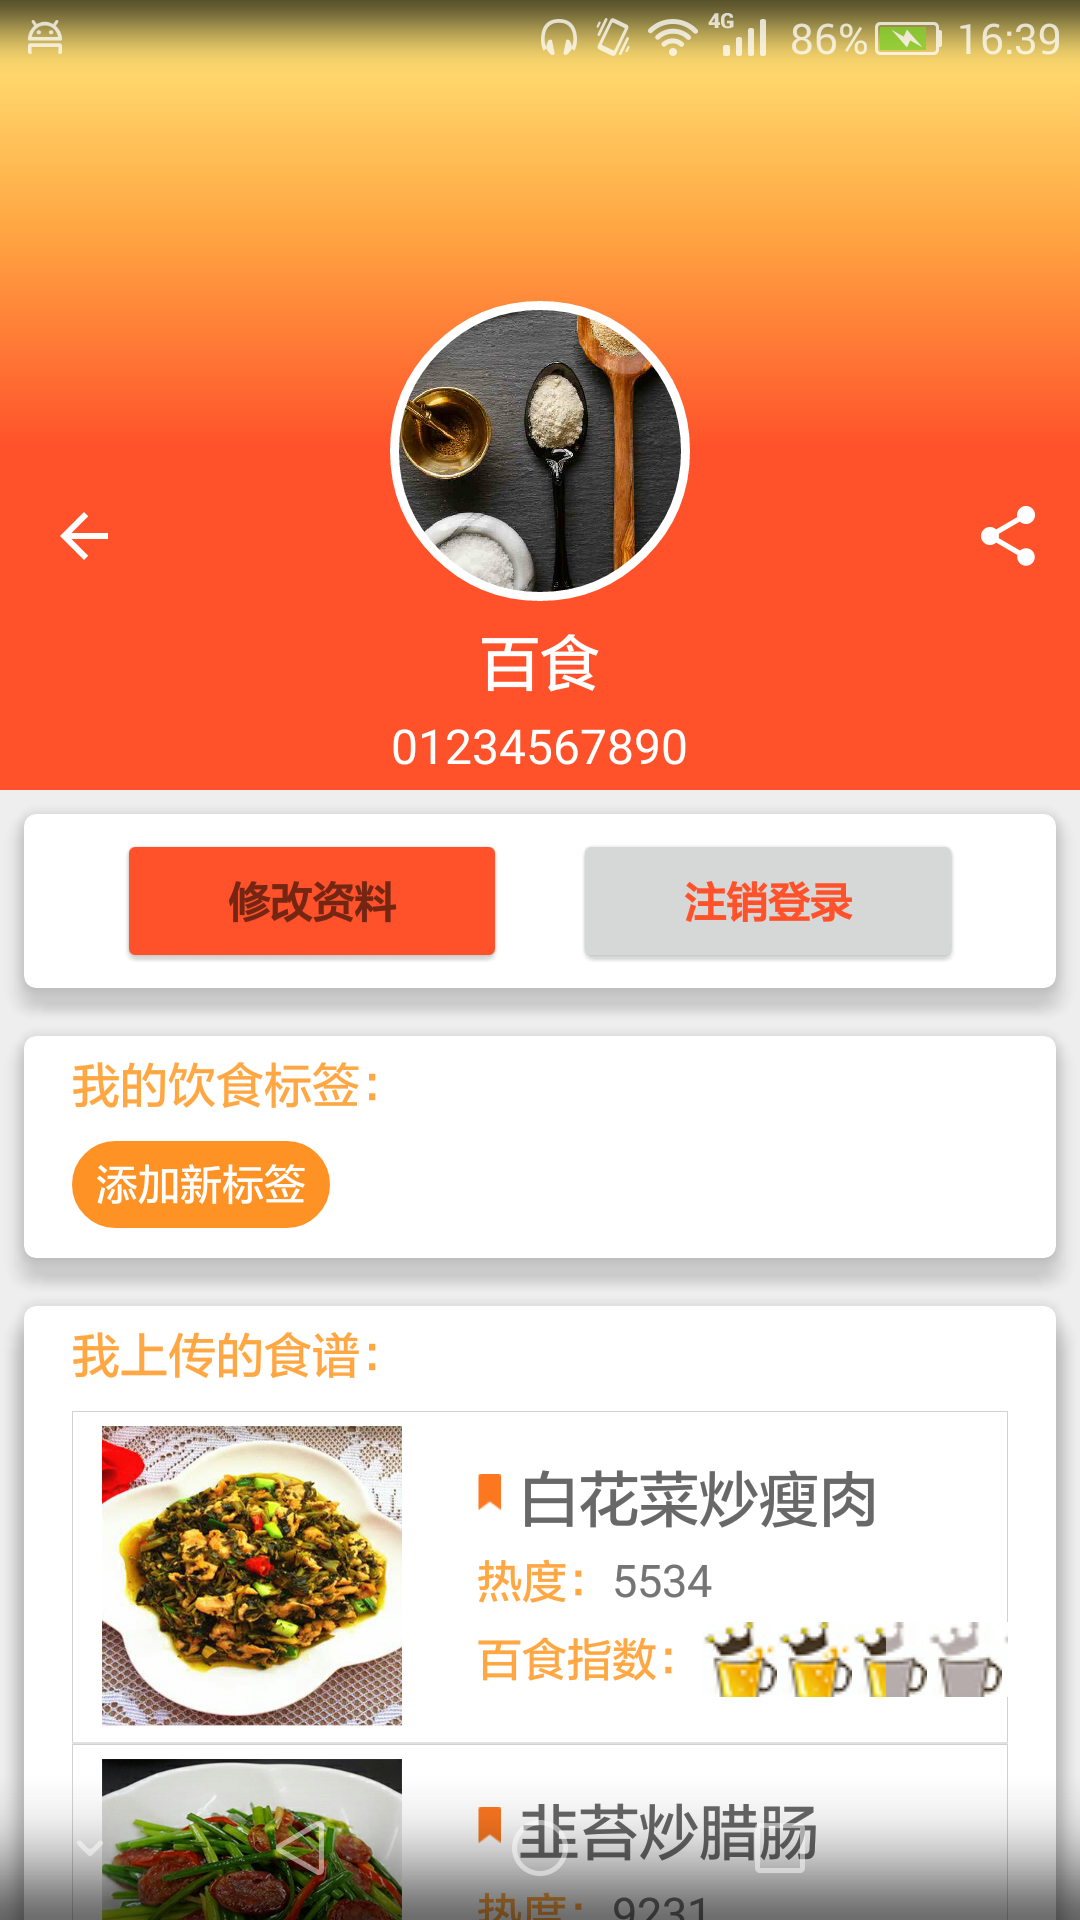 4G 86% 16:39
百食
01234567890
修改资料 注销登录
我的饮食标签：
添加新标签
我上传的食谱：
白花菜炒瘦肉
热度： 5534
百食指数：
韭苔炒腊肠
热度： 9231